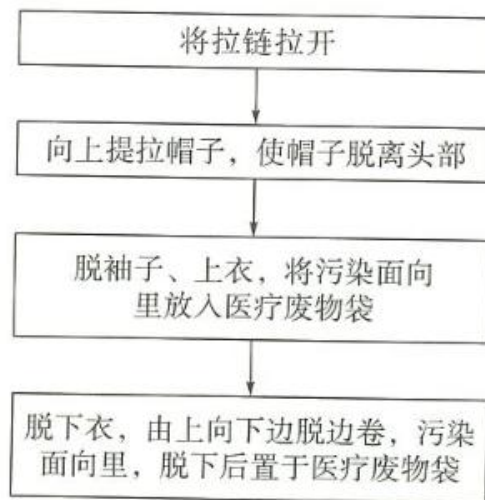 将拉链拉开
向上提拉帽子，使帽子脱离头部
脱袖子、上衣，将污染面向
里放入医疗废物袋
脱下衣，由上向下边脱边卷，污染
面向里，脱下后置于医疗废物袋